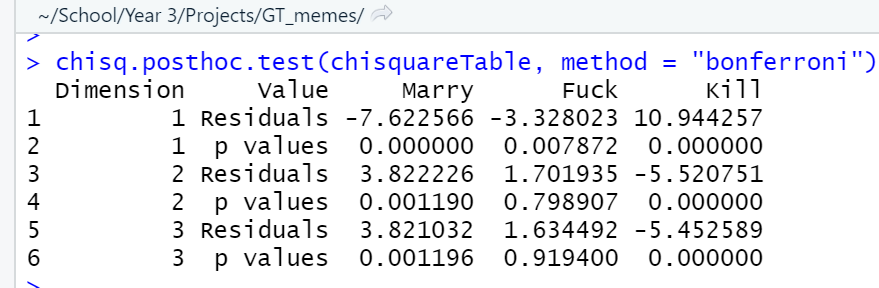 ~/School/Year 3/Projects/GT_memes/
>
> chisq.posthoc.test(chisquareTable, method = "bonferroni")
  Dimension     Value     Marry      Fuck      Kill
1         1 Residuals -7.622566 -3.328023 10.944257
2         1  p values  0.000000  0.007872  0.000000
3         2 Residuals  3.822226  1.701935 -5.520751
4         2  p values  0.001190  0.798907  0.000000
5         3 Residuals  3.821032  1.634492 -5.452589
6         3  p values  0.001196  0.919400  0.000000
>